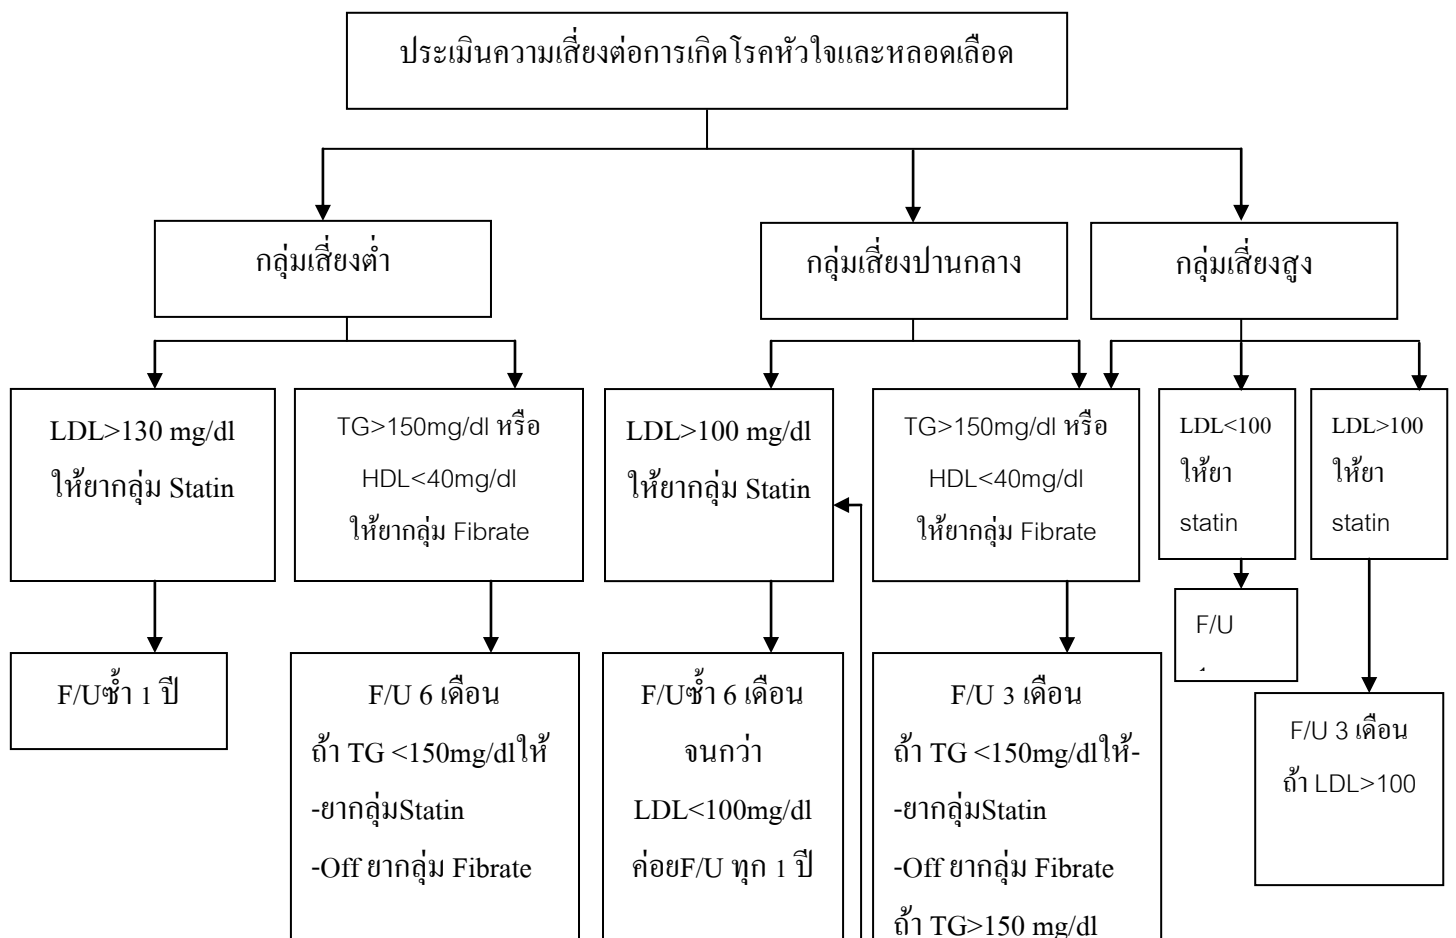 ประเมินความเสี่ยงต่อการเกิดโรคหัวใจและหลอดเลือด
กลุ่มเสี่ยงต่ำ
กลุ่มเสี่ยงปานกลาง
กลุ่มเสี่ยงสูง
LDL>130 mg/dl
ให้ยากลุ่ม Statin
TG>150mg/dl หรือ
HDL<40mg/dl
ให้ยากลุ่ม Fibrate
LDL>100 mg/dl
ให้ยากลุ่ม Statin
TG>150mg/dl หรือ
HDL<40mg/dl
ให้ยากลุ่ม Fibrate
LDL<100
ให้ยา
statin
LDL>100
ให้ยา
statin
F/Uซ้ำ 1 ปี
F/U 6 เดือน
ถ้า TG <150mg/dlให้
-ยากลุ่มStatin
-Off ยากลุ่ม Fibrate
F/Uซ้ำ 6 เดือน
จนกว่า
LDL<100mg/dl
ค่อยF/U ทุก 1 ปี
F/U 3 เดือน
ถ้า TG <150mg/dlให้-
-ยากลุ่มStatin
-Off ยากลุ่ม Fibrate
ถ้า TG>150 mg/dl
F/U
F/U 3 เดือน
ถ้า LDL>100